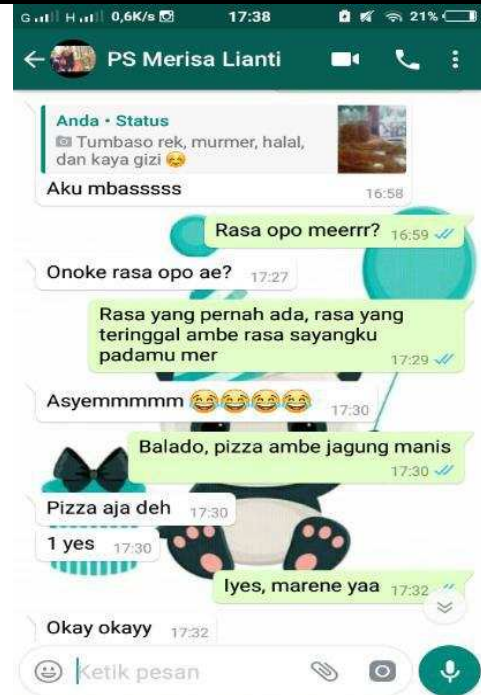 G H 0,6K/s 17:38 21%
PS Merisa Lianti
Anda • Status
Tumbaso rek, murmer, halal,
dan kaya gizi 😊
Aku mbasssss 16:58
Rasa opo meerrr? 16:59
Onoke rasa opo ae? 17:27
Rasa yang pernah ada, rasa yang
teringgal ambe rasa sayangku
padamu mer 17:29
Asyemmmmm 😂😂😂😂 17:30
Balado, pizza ambe jagung manis
17:30
Pizza aja deh 17:30
1 yes 17:30
Iyes, marene yaa 17:32
Okay okayy 17:32
Ketik pesan